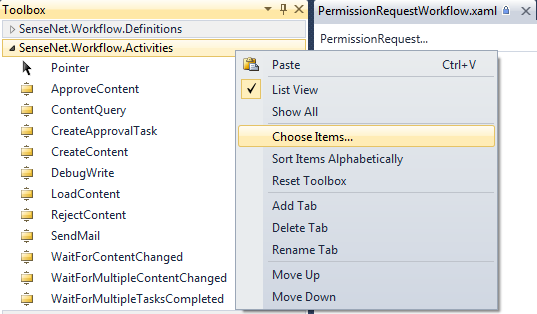 Toolbox
SenseNet.Workflow.Definitions
SenseNet.Workflow.Activities
Pointer
ApproveContent
ContentQuery
CreateApprovalTask
CreateContent
DebugWrite
LoadContent
RejectContent
SendMail
WaitForContentChanged
WaitForMultipleContentChanged
WaitForMultipleTasksCompleted
PermissionRequestWorkflow.xaml
PermissionRequest...
Paste Ctrl+V
List View
Show All
Choose Items...
Sort Items Alphabetically
Reset Toolbox
Add Tab
Delete Tab
Rename Tab
Move Up
Move Down